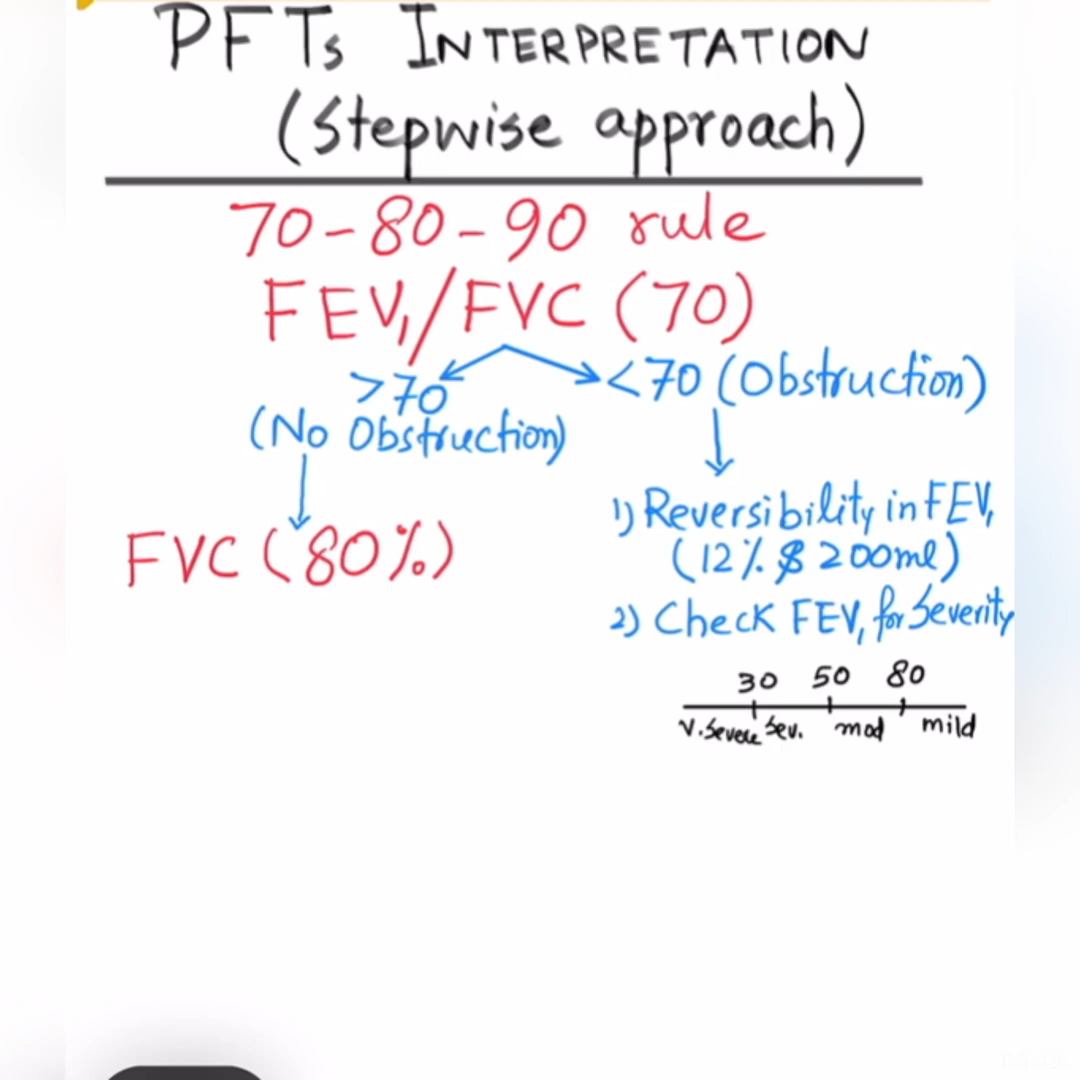 PFTs INTERPRETATION
(Stepwise approach)
70-80-90 rule
FEV₁/FVC (70)
>70
(No Obstruction)
<70 (Obstruction)
FVC (80%)
1) Reversibility in FEV₁
(12% & 200ml)
2) Check FEV₁ for Severity
30 50 80
V. Severe Sev. mod mild